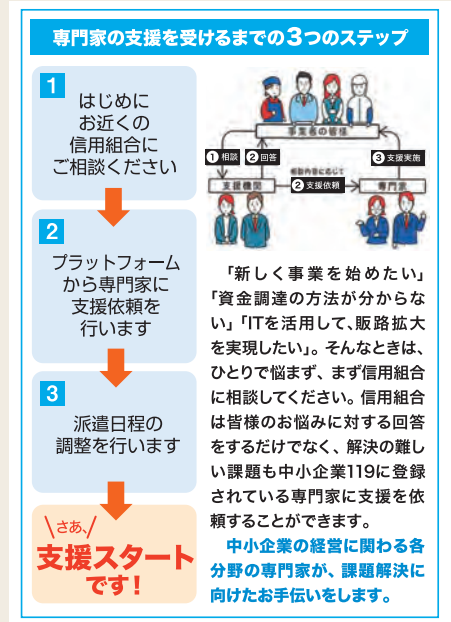 専門家の支援を受けるまでの3つのステップ
1
はじめに
お近くの
信用組合に
ご相談ください
2
プラットフォーム
から専門家に
支援依頼を
行います
3
派遣日程の
調整を行います
さあ、
支援スタート
です！
事業者の皆様
1 相談
2 回答
3 支援実施
相談内容に応じて
支援機関
2 支援依頼
専門家
「新しく事業を始めたい」
「資金調達の方法が分からな
い」「ITを活用して、販路拡大
を実現したい」。そんなときは、
ひとりで悩まず、まず信用組合
に相談してください。信用組合
は皆様のお悩みに対する回答
をするだけでなく、解決の難し
い課題も中小企業119に登録
されている専門家に支援を依
頼することができます。
中小企業の経営に関わる各
分野の専門家が、課題解決に
向けたお手伝いをします。